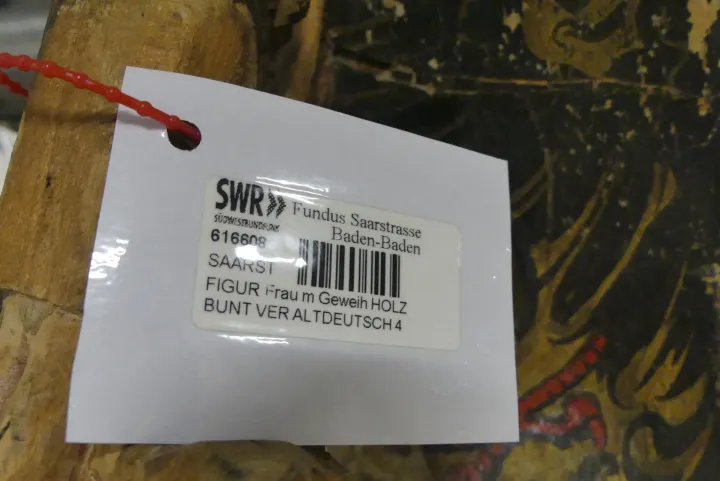 SWR»
SÜDWESTRUNDFUNK
Fundus Saarstrasse
Baden-Baden
616608
SAARST
FIGUR Frau m Geweih HOLZ
BUNT VER ALTDEUTSCH 4